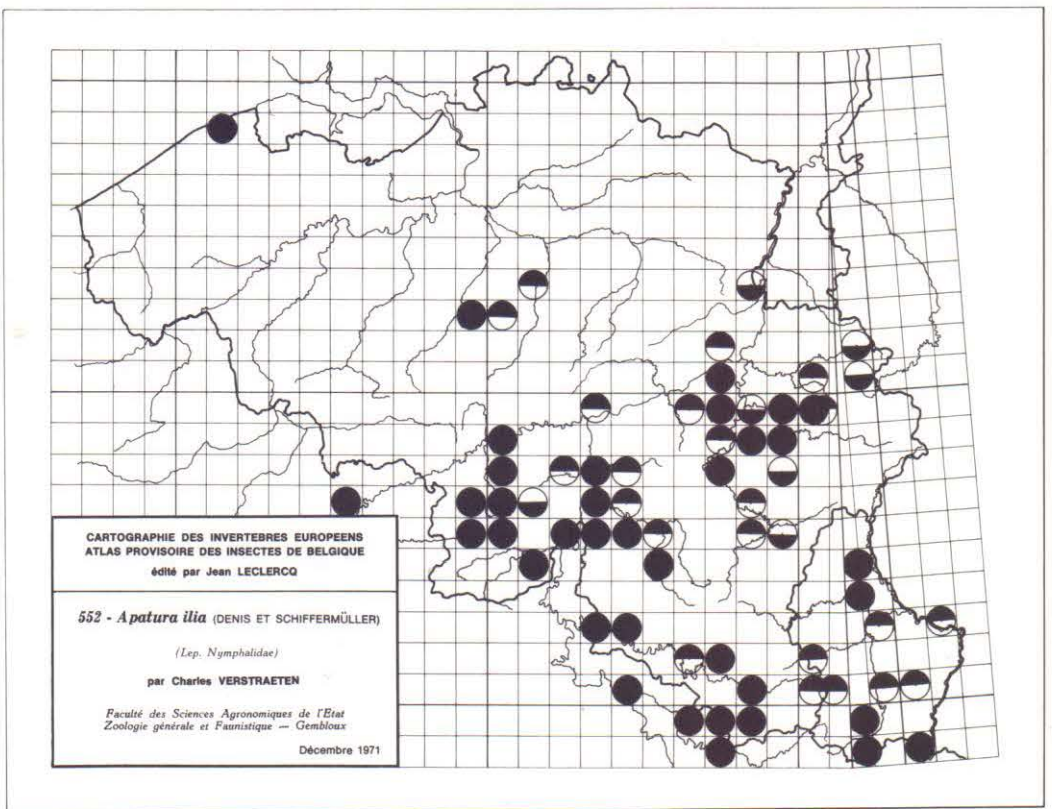 CARTOGRAPHIE DES INVERTEBRES EUROPEENS
ATLAS PROVISOIRE DES INSECTES DE BELGIQUE
édité par Jean LECLERCQ
552 - Apatura ilia (DENIS ET SCHIFFERMÜLLER)
(Lep. Nymphalidae)
par Charles VERSTRAETEN
Faculté des Sciences Agronomiques de l'Etat
Zoologie générale et Faunistique — Gembloux
Décembre 1971